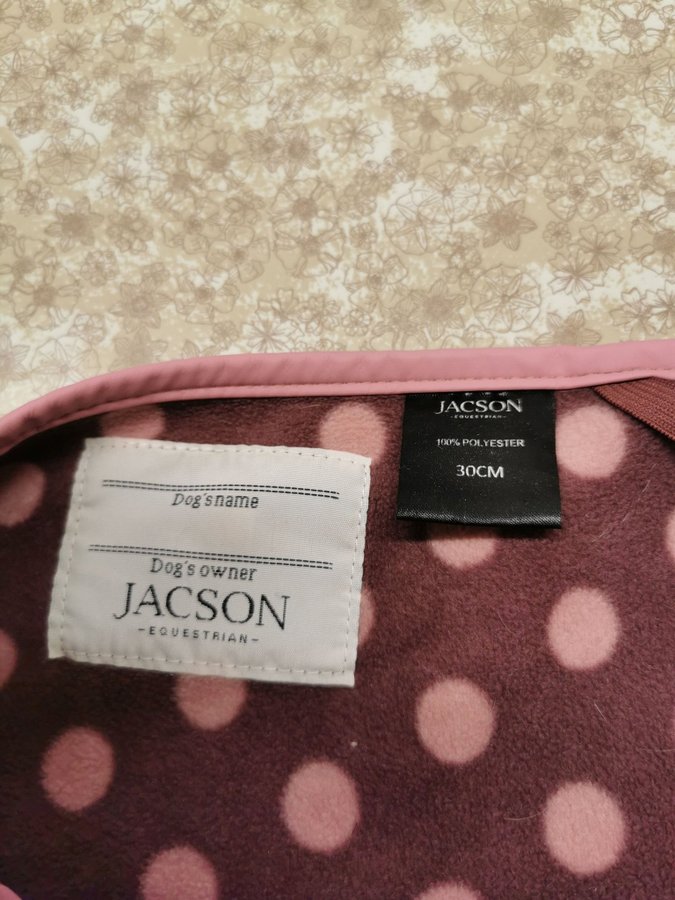 Dog's name
Dog's owner
JACSON
-EQUESTRIAN-
JACSON
-EQUESTRIAN-
100% POLYESTER
30CM